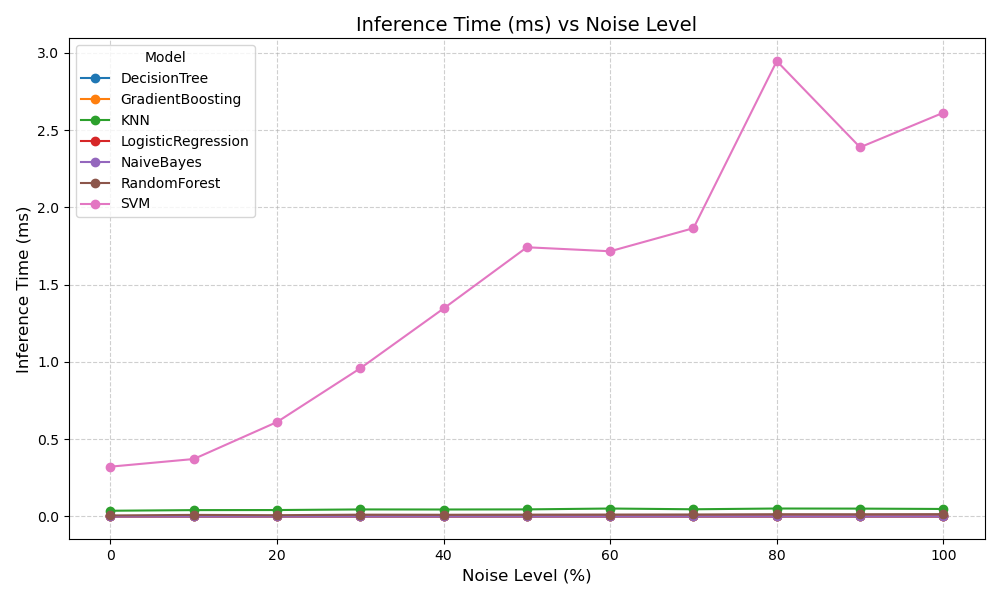 Inference Time (ms) vs Noise Level
Model
DecisionTree
GradientBoosting
KNN
LogisticRegression
NaiveBayes
RandomForest
SVM
Inference Time (ms)
3.0
2.5
2.0
1.5
1.0
0.5
0.0
0 20 40 60 80 100
Noise Level (%)